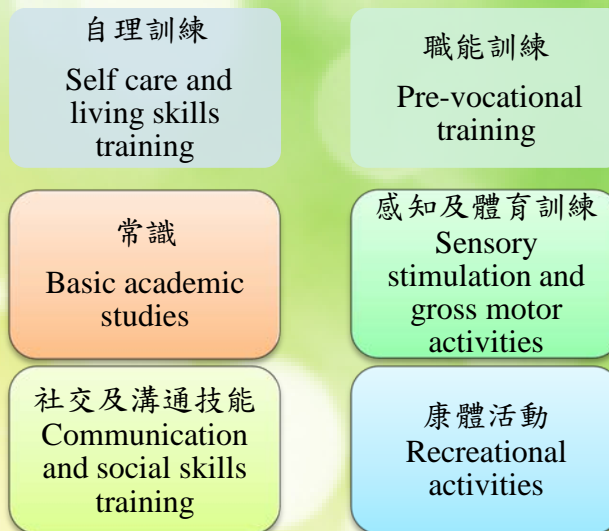 自理訓練
Self care and
living skills
training
職能訓練
Pre-vocational
training
常識
Basic academic
studies
感知及體育訓練
Sensory
stimulation and
gross motor
activities
社交及溝通技能
Communication
and social skills
training
康體活動
Recreational
activities